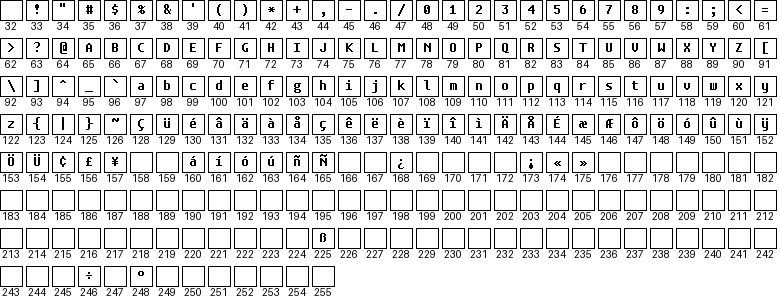 ! " # $ % & ' ( ) * + , - . / 0 1 2 3 4 5 6 7 8 9 : ; < =
32 33 34 35 36 37 38 39 40 41 42 43 44 45 46 47 48 49 50 51 52 53 54 55 56 57 58 59 60 61
> ? @ A B C D E F G H I J K L M N O P Q R S T U V W X Y Z [
62 63 64 65 66 67 68 69 70 71 72 73 74 75 76 77 78 79 80 81 82 83 84 85 86 87 88 89 90 91
\ ] ^ _ ` a b c d e f g h i j k l m n o p q r s t u v w x y
92 93 94 95 96 97 98 99 100 101 102 103 104 105 106 107 108 109 110 111 112 113 114 115 116 117 118 119 120 121
z { | } ~ Ç ü é â ä à å ç ê ë è ï î ì Ä Å É æ Æ ô ö ò û ù ÿ
122 123 124 125 126 128 129 130 131 132 133 134 135 136 137 138 139 140 141 142 143 144 145 146 147 148 149 150 151 152
Ö Ü ¢ £ ¥ á í ó ú ñ Ñ ¿ ¡ « »
153 154 155 156 157 158 159 160 161 162 163 164 165 166 167 168 169 170 171 172 173 174 175 176 177 178 179 180 181 182
183 184 185 186 187 188 189 190 191 192 193 194 195 196 197 198 199 200 201 202 203 204 205 206 207 208 209 210 211 212
ß
213 214 215 216 217 218 219 220 221 222 223 224 225 226 227 228 229 230 231 232 233 234 235 236 237 238 239 240 241 242
÷ °
243 244 245 246 247 248 249 250 251 252 253 254 255